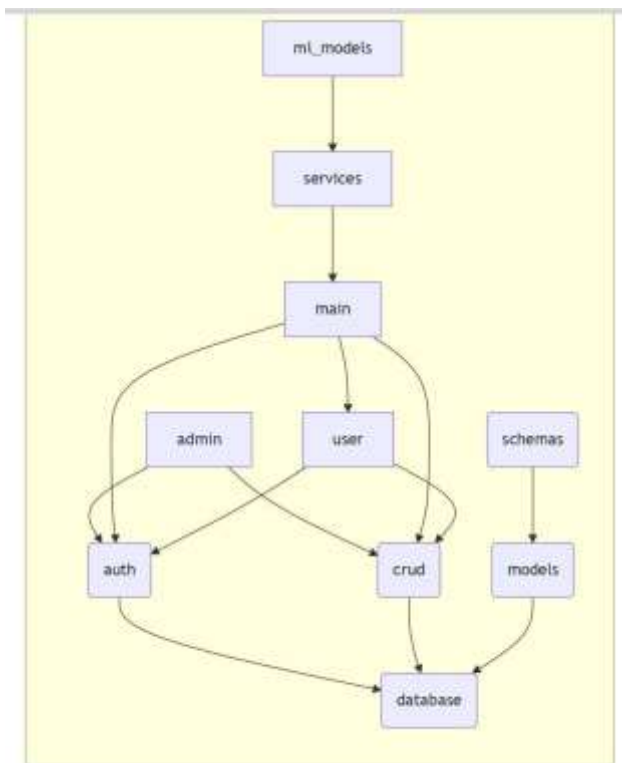 ml_models
services
main
admin
user
schemas
auth
crud
models
database